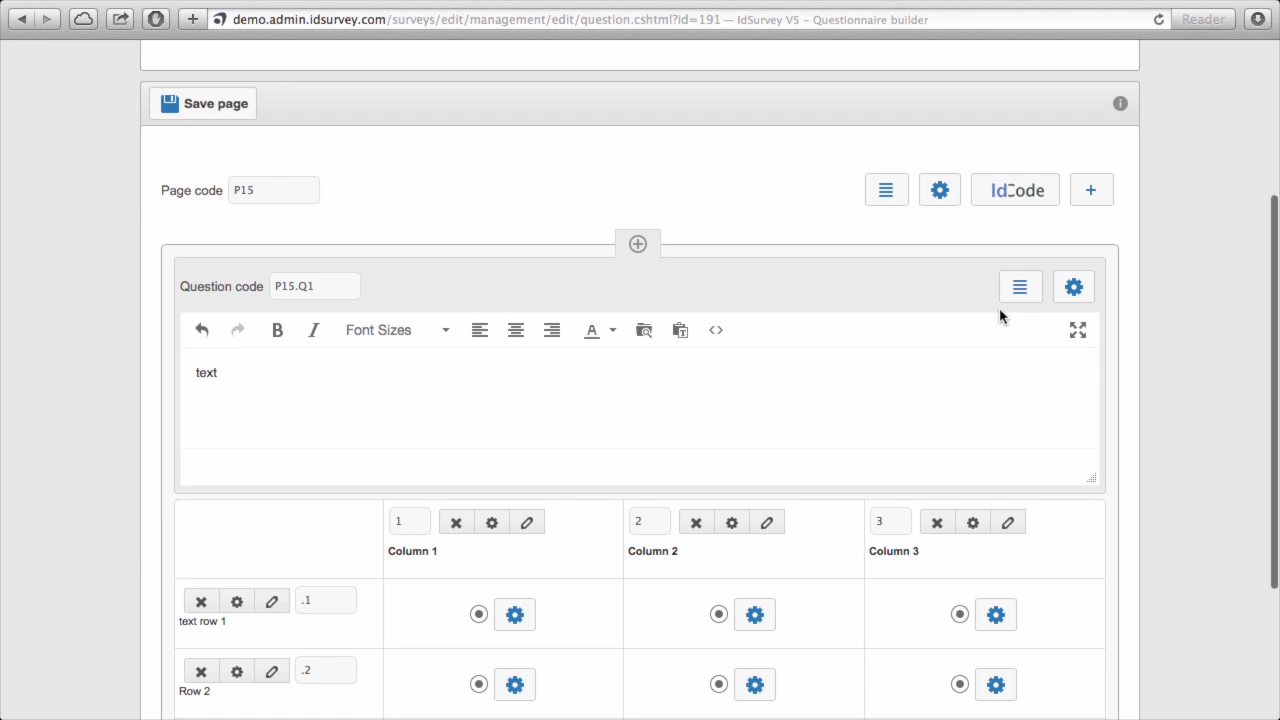 demo.admin.idsurvey.com/surveys/edit/management/edit/question.cshtml?id=191 — IdSurvey V5 – Questionnaire builder
Reader
Save page
Page code P15
IdCode
Question code P15.Q1
B I Font Sizes A
text
1 2 3
Column 1 Column 2 Column 3
.1
text row 1
.2
Row 2